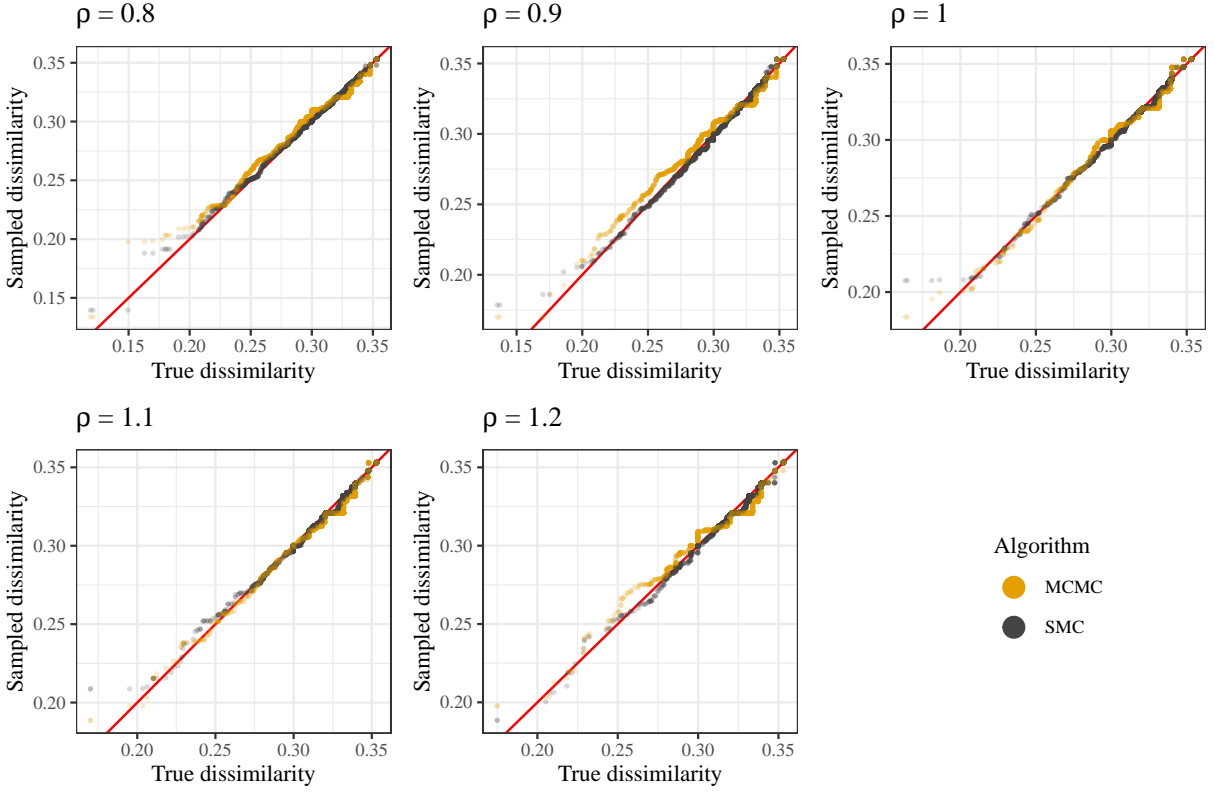 ρ = 0.8
ρ = 0.9
ρ = 1
Sampled dissimilarity
0.35
0.30
0.25
0.20
0.15
0.15 0.20 0.25 0.30 0.35
True dissimilarity
Sampled dissimilarity
0.35
0.30
0.25
0.20
0.15 0.20 0.25 0.30 0.35
True dissimilarity
Sampled dissimilarity
0.35
0.30
0.25
0.20
0.20 0.25 0.30 0.35
True dissimilarity
ρ = 1.1
ρ = 1.2
Sampled dissimilarity
0.35
0.30
0.25
0.20
0.20 0.25 0.30 0.35
True dissimilarity
Sampled dissimilarity
0.35
0.30
0.25
0.20
0.20 0.25 0.30 0.35
True dissimilarity
Algorithm
MCMC
SMC